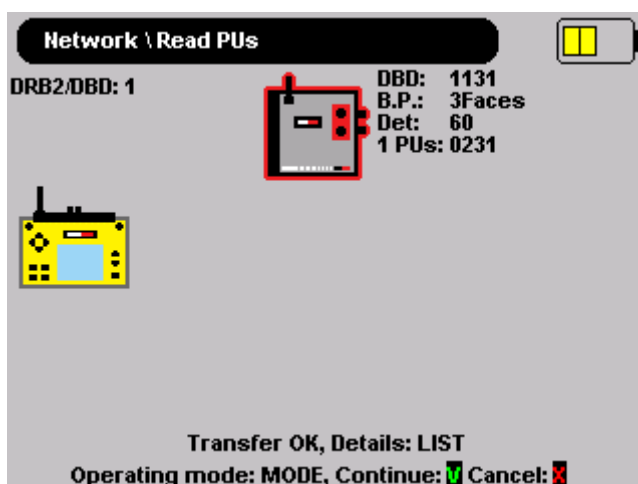 Network \ Read PUs
DRB2/DBD: 1
DBD: 1131
B.P.: 3Faces
Det: 60
1 PUs: 0231
Transfer OK, Details: LIST
Operating mode: MODE, Continue: V Cancel: X